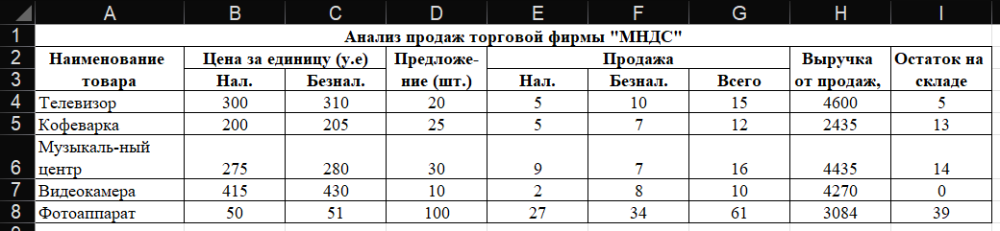 A B C D E F G H I
1 Анализ продаж торговой фирмы "МНДС"
2 Наименование Цена за единицу (у.е) Предложе- Продажа Выручка Остаток на
3 товара Нал. Безнал. ние (шт.) Нал. Безнал. Всего от продаж, складе
4 Телевизор 300 310 20 5 10 15 4600 5
5 Кофеварка 200 205 25 5 7 12 2435 13
Музыкаль-ный
6 центр 275 280 30 9 7 16 4435 14
7 Видеокамера 415 430 10 2 8 10 4270 0
8 Фотоаппарат 50 51 100 27 34 61 3084 39